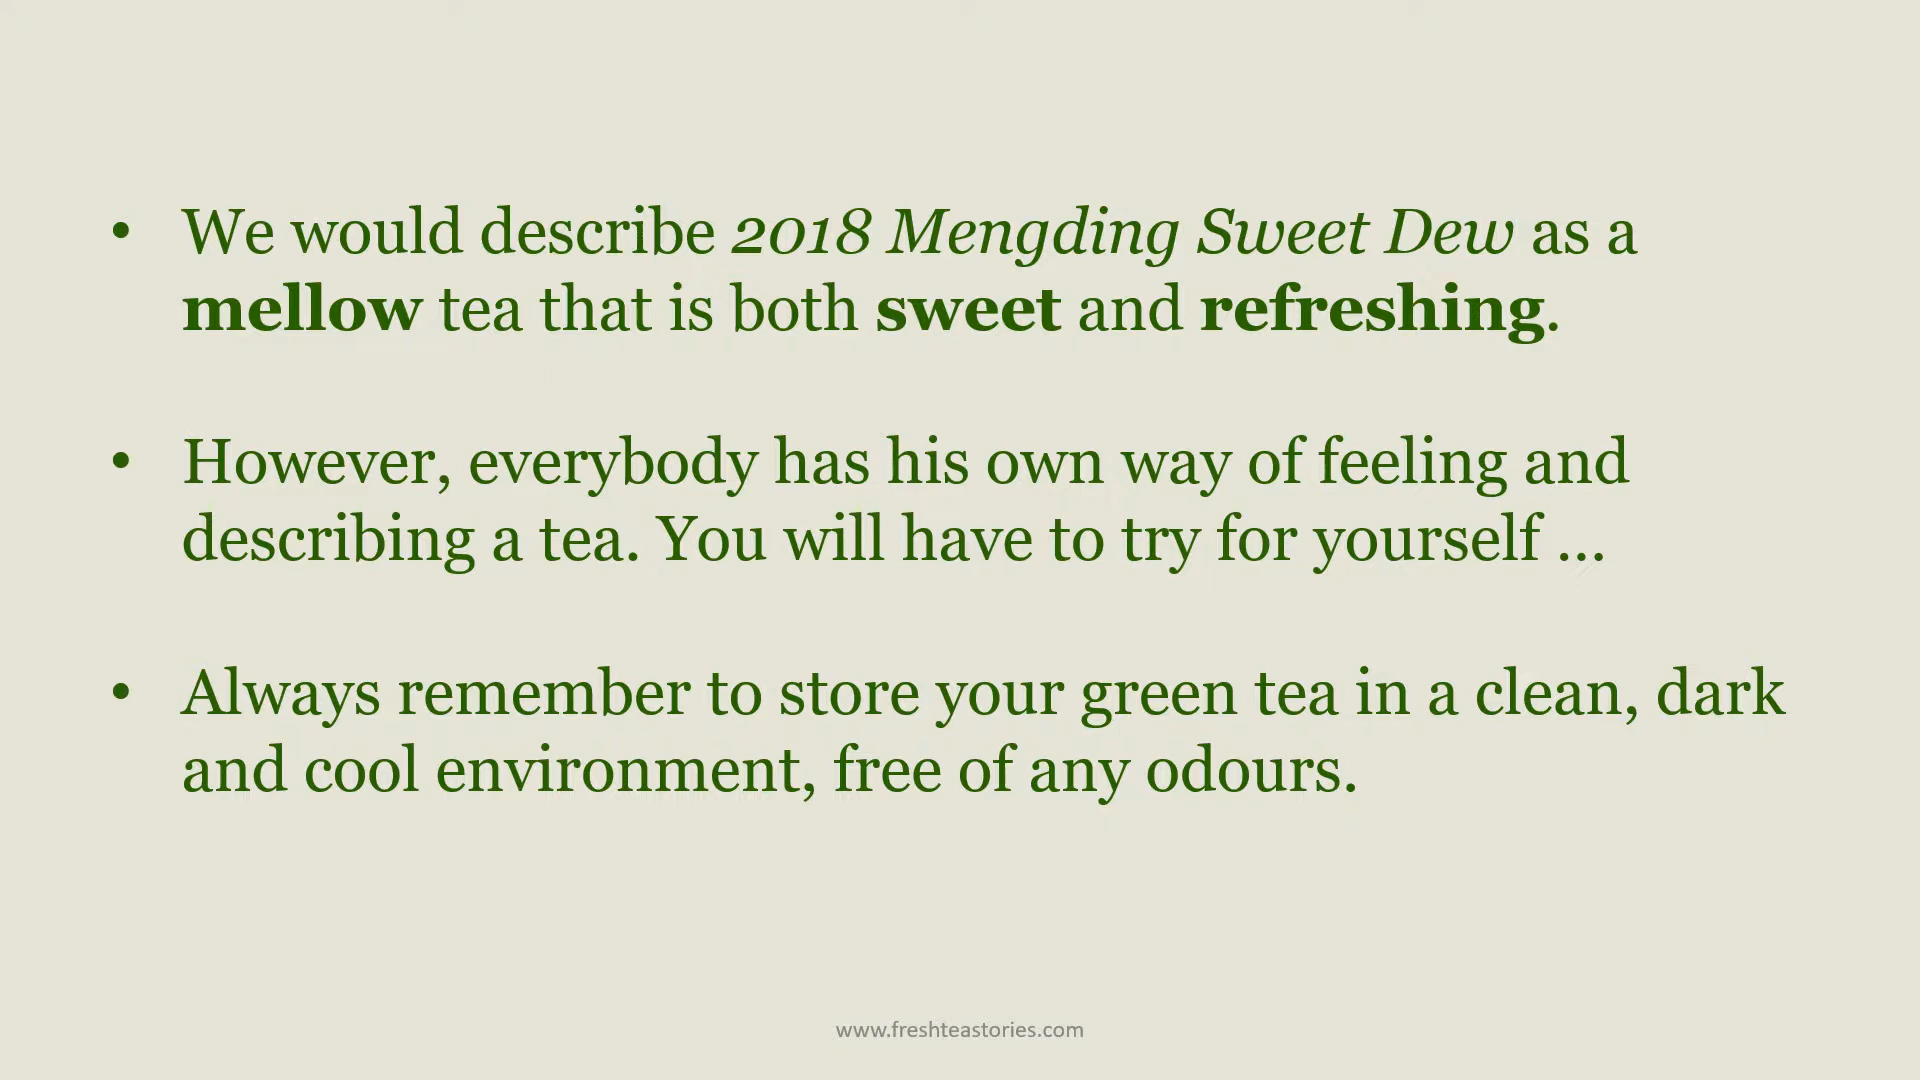 • We would describe 2018 Mengding Sweet Dew as a
mellow tea that is both sweet and refreshing.
• However, everybody has his own way of feeling and
describing a tea. You will have to try for yourself ...
• Always remember to store your green tea in a clean, dark
and cool environment, free of any odours.
www.freshteastories.com